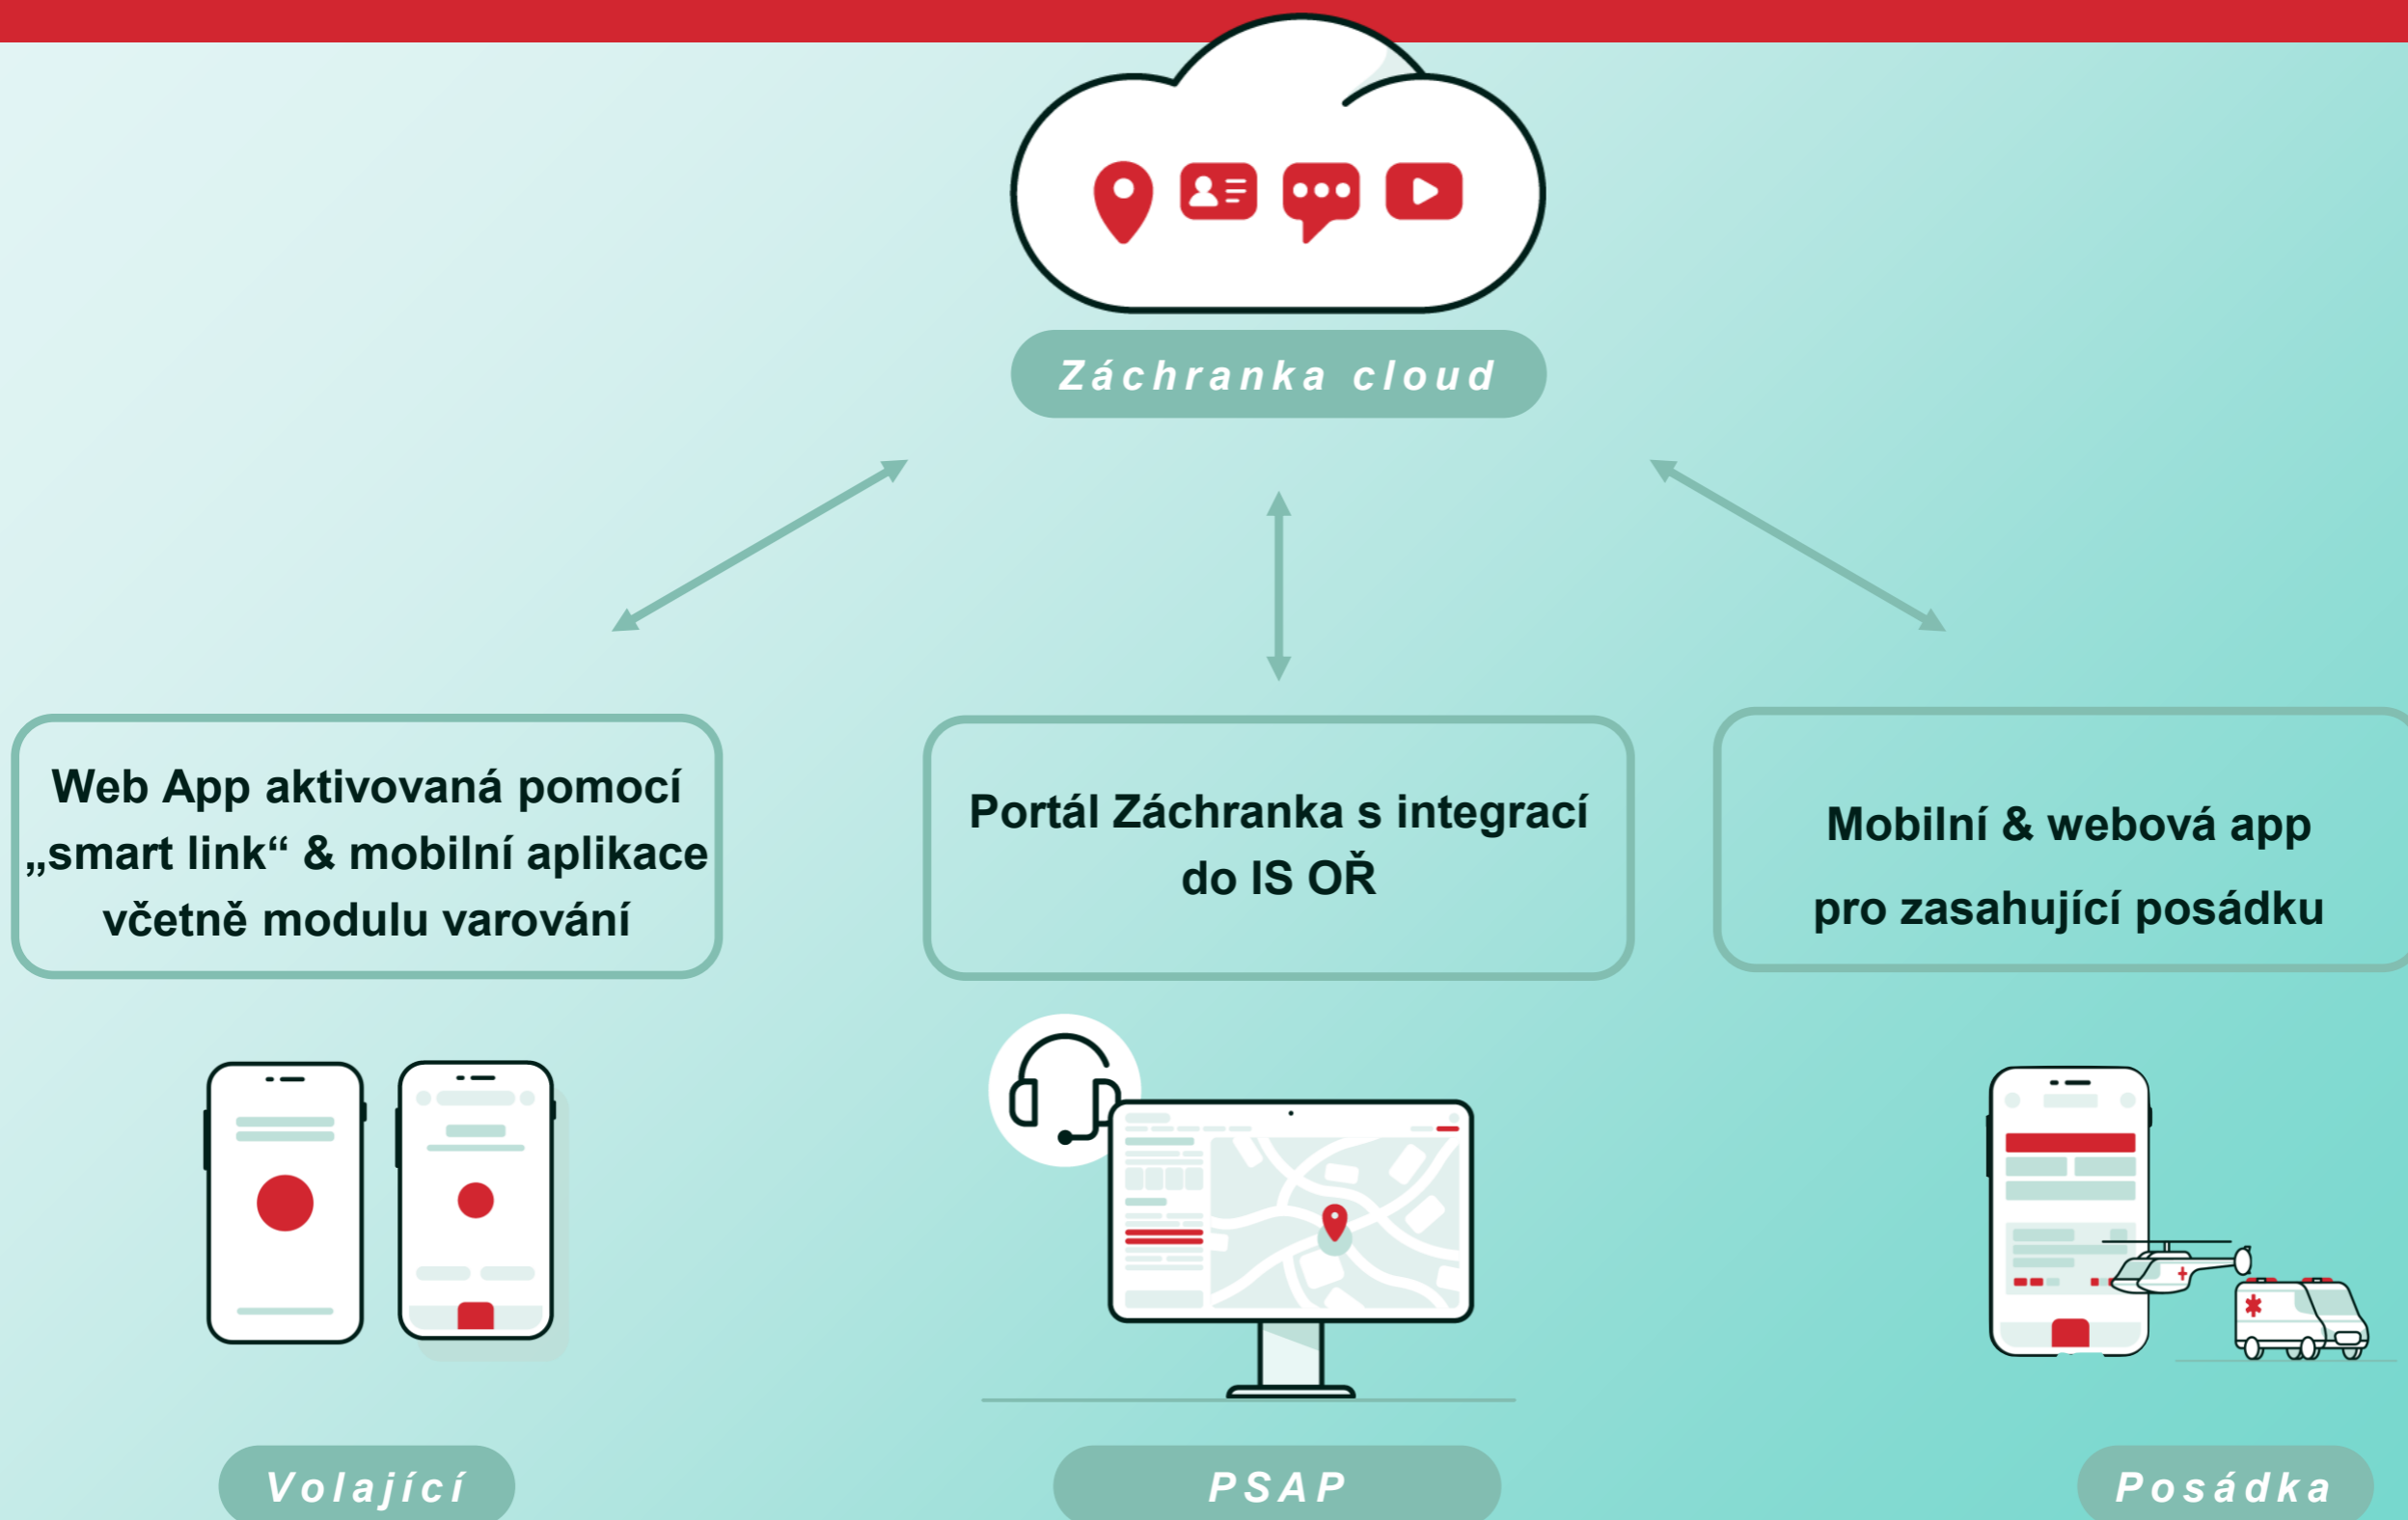 Záchranka cloud
Web App aktivovaná pomocí
„smart link“ & mobilní aplikace
včetně modulu varování
Portál Záchranka s integrací
do IS OŘ
Mobilní & webová app
pro zasahující posádku
Volající
PSAP
Posádka